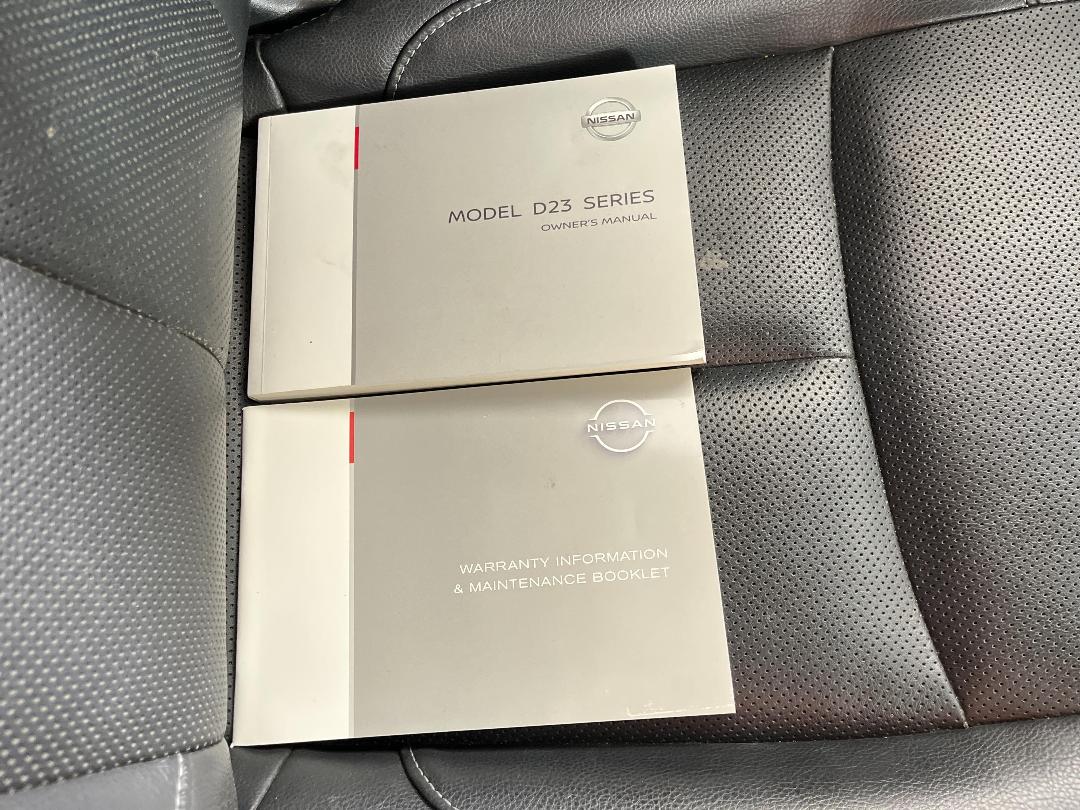 NISSAN
MODEL D23 SERIES
OWNER'S MANUAL
NISSAN
WARRANTY INFORMATION
& MAINTENANCE BOOKLET